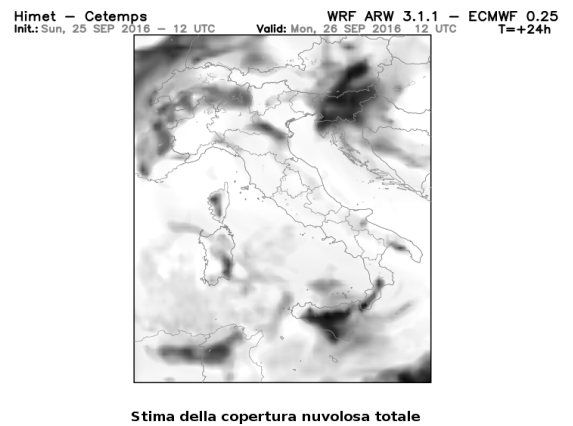 Himet – Cetemps WRF ARW 3.1.1 – ECMWF 0.25
Init.: Sun, 25 SEP 2016 – 12 UTC Valid: Mon, 26 SEP 2016 12 UTC T=+24h
Stima della copertura nuvolosa totale